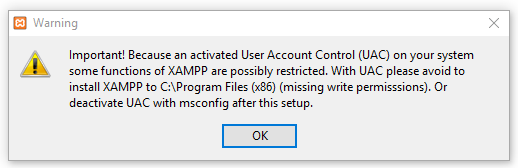 Warning
Important! Because an activated User Account Control (UAC) on your system
some functions of XAMPP are possibly restricted. With UAC please avoid to
install XAMPP to C:\Program Files (x86) (missing write permisssions). Or
deactivate UAC with msconfig after this setup.
OK